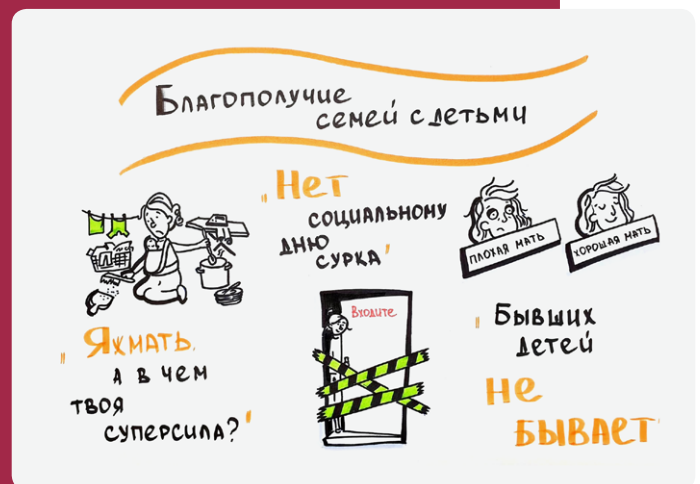 Благополучие
семей с детьми
"Нет
социальному
дню
сурка"
плохая мать
хорошая мать
Входите
"Яжмать.
а в чем
твоя
суперсила?"
"Бывших
детей
не
бывает"